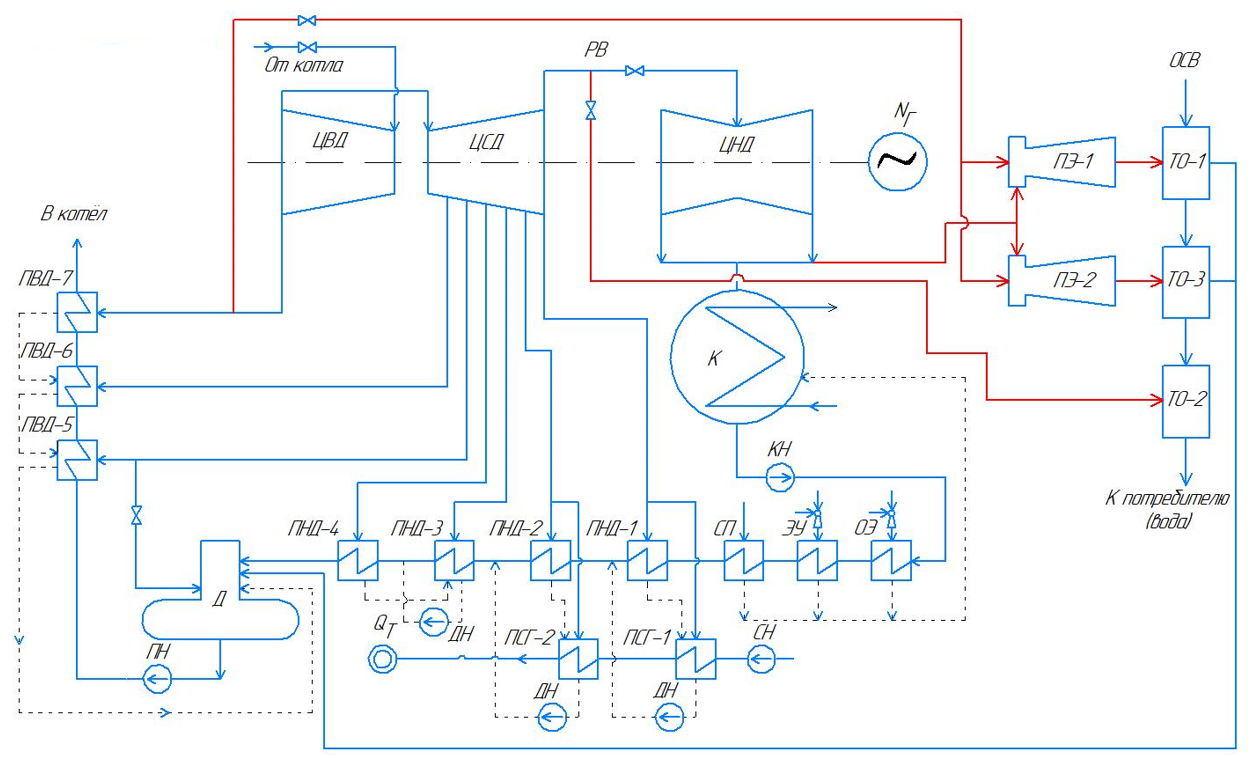 РВ
ОСВ
От котла
NГ
ЦВД
ЦСД
ЦНД
ПЭ-1
ТО-1
В котёл
ПВД-7
ПЭ-2
ТО-3
ПВД-6
К
ТО-2
ПВД-5
КН
К потребителю
(вода)
ПНД-4
ПНД-3
ПНД-2
ПНД-1
СП
ЭУ
ОЭ
Д
QТ
ДН
ПСГ-2
ПСГ-1
СН
ПН
ДН
ДН